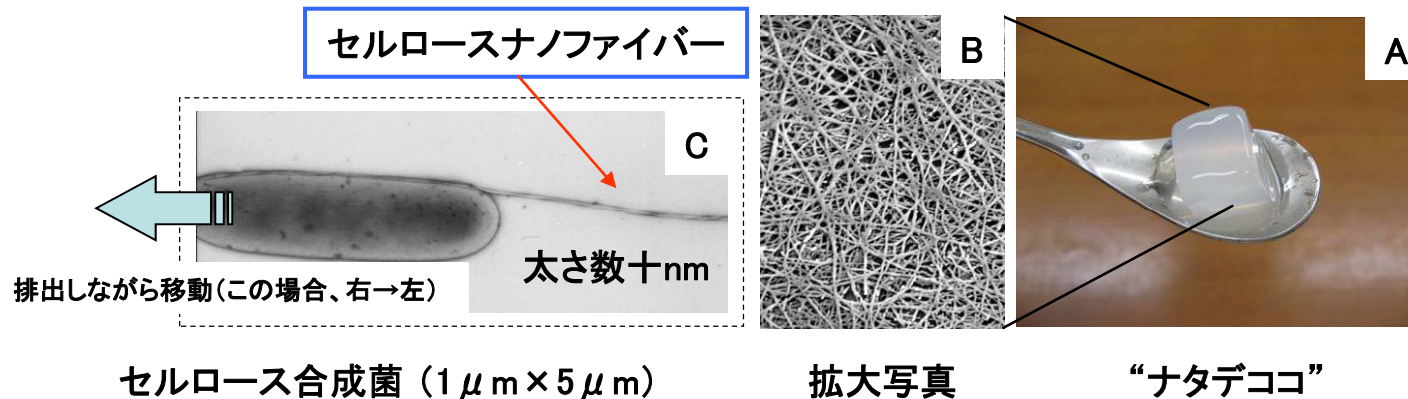 セルロースナノファイバー
B
A
C
太さ数十nm
排出しながら移動(この場合、右→左)
セルロース合成菌 (1μm×5μm)
拡大写真
“ナタデココ”